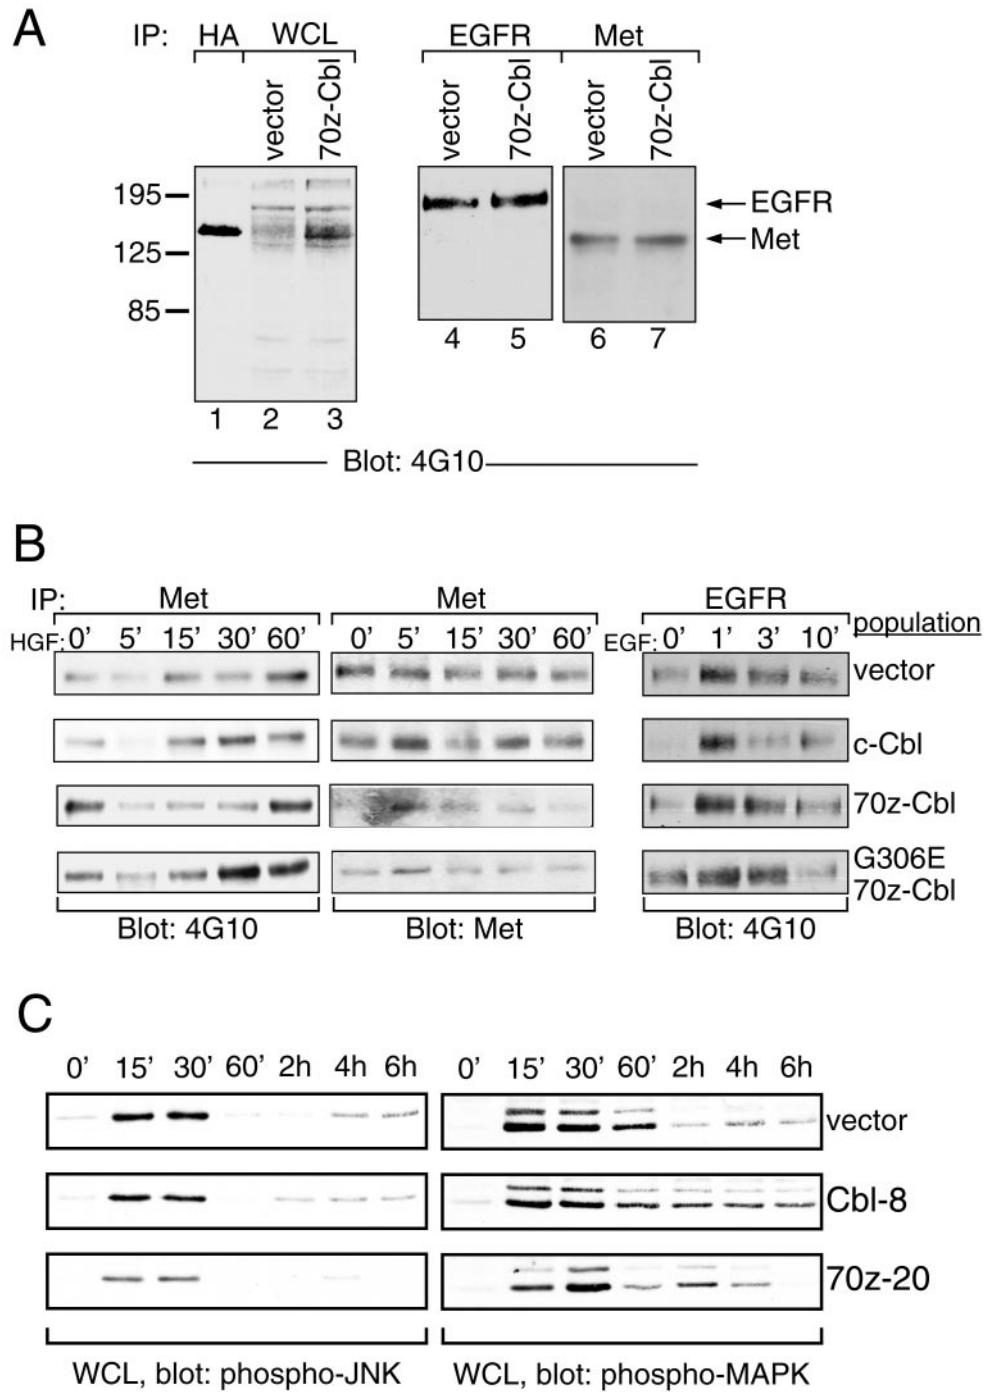 A
IP: HA WCL EGFR Met
vector 70z-Cbl vector 70z-Cbl vector 70z-Cbl
195
125
85
EGFR
Met
1 2 3 4 5 6 7
Blot: 4G10
B
IP: Met Met EGFR
HGF: 0’ 5’ 15’ 30’ 60’ 0’ 5’ 15’ 30’ 60’ EGF: 0’ 1’ 3’ 10’ population
vector
c-Cbl
70z-Cbl
G306E
70z-Cbl
Blot: 4G10 Blot: Met Blot: 4G10
C
0’ 15’ 30’ 60’ 2h 4h 6h 0’ 15’ 30’ 60’ 2h 4h 6h
vector
Cbl-8
70z-20
WCL, blot: phospho-JNK WCL, blot: phospho-MAPK